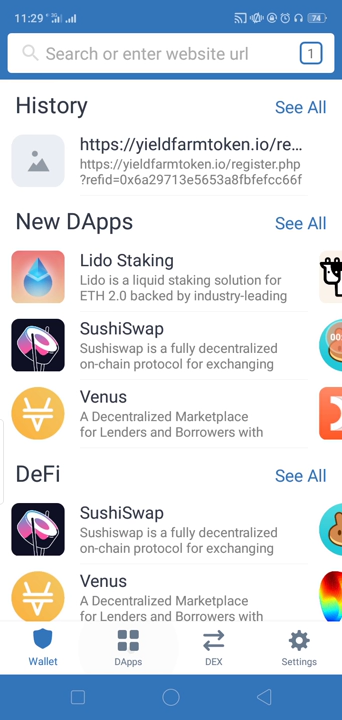 11:29
74
Search or enter website url
1
History
See All
https://yieldfarmtoken.io/re...
https://yieldfarmtoken.io/register.php
?refid=0x6a29713e5653a8fbfefcc66f
New DApps
See All
Lido Staking
Lido is a liquid staking solution for
ETH 2.0 backed by industry-leading
SushiSwap
Sushiswap is a fully decentralized
on-chain protocol for exchanging
Venus
A Decentralized Marketplace
for Lenders and Borrowers with
DeFi
See All
SushiSwap
Sushiswap is a fully decentralized
on-chain protocol for exchanging
Venus
A Decentralized Marketplace
for Lenders and Borrowers with
Wallet
DApps
DEX
Settings